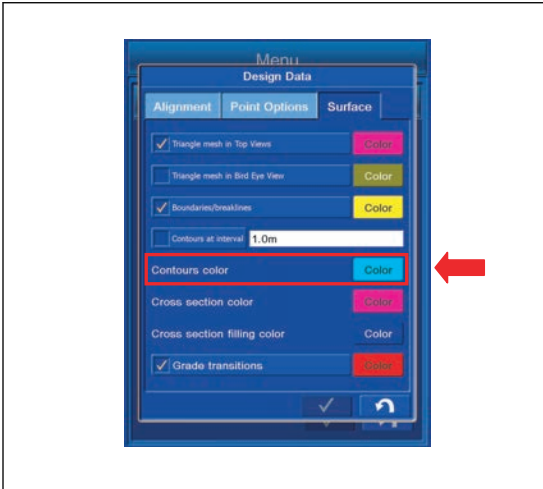 Menu
Design Data
Alignment Point Options Surface
Triangle mesh in Top Views Color
Triangle mesh in Bird Eye View Color
Boundaries/breaklines Color
Contours at interval 1.0m
Contours color Color
Cross section color Color
Cross section filling color Color
Grade transitions Color